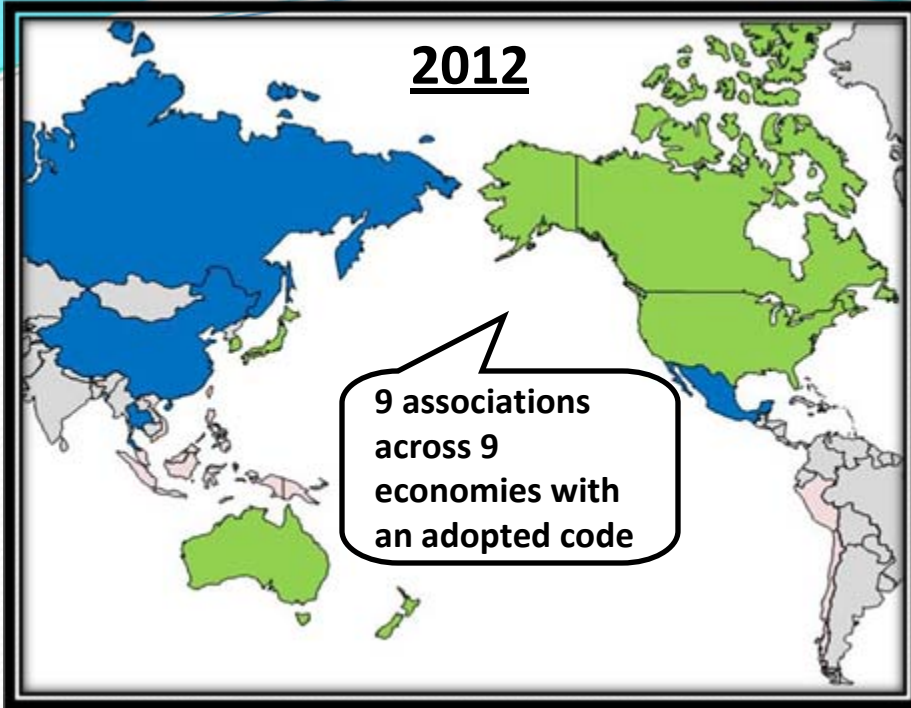 2012
9 associations
across 9
economies with
an adopted code